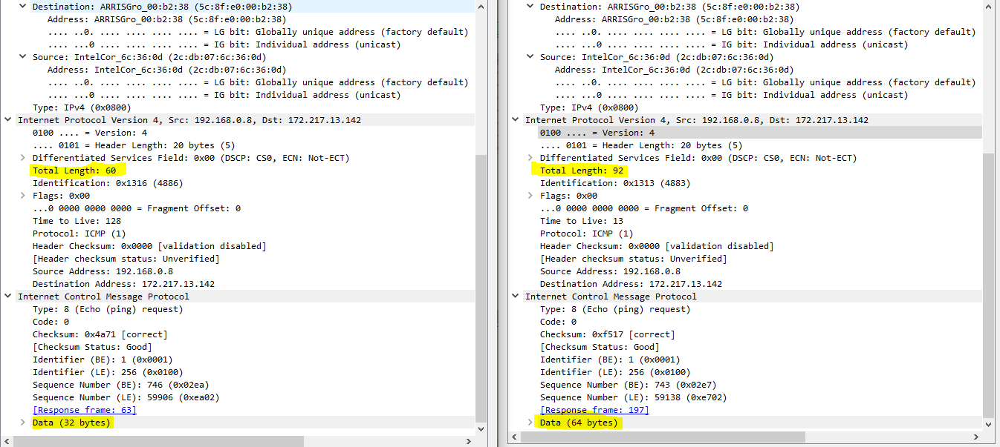 Destination: ARRISGro_00:b2:38 (5c:8f:e0:00:b2:38)
Address: ARRISGro_00:b2:38 (5c:8f:e0:00:b2:38)
.... ..0. .... .... .... .... = LG bit: Globally unique address (factory default)
.... ...0 .... .... .... .... = IG bit: Individual address (unicast)
Source: IntelCor_6c:36:0d (2c:db:07:6c:36:0d)
Address: IntelCor_6c:36:0d (2c:db:07:6c:36:0d)
.... ..0. .... .... .... .... = LG bit: Globally unique address (factory default)
.... ...0 .... .... .... .... = IG bit: Individual address (unicast)
Type: IPv4 (0x0800)
Internet Protocol Version 4, Src: 192.168.0.8, Dst: 172.217.13.142
0100 .... = Version: 4
.... 0101 = Header Length: 20 bytes (5)
Differentiated Services Field: 0x00 (DSCP: CS0, ECN: Not-ECT)
Total Length: 60
Identification: 0x1316 (4886)
Flags: 0x00
...0 0000 0000 0000 = Fragment Offset: 0
Time to Live: 128
Protocol: ICMP (1)
Header Checksum: 0x0000 [validation disabled]
[Header checksum status: Unverified]
Source Address: 192.168.0.8
Destination Address: 172.217.13.142
Internet Control Message Protocol
Type: 8 (Echo (ping) request)
Code: 0
Checksum: 0x4a71 [correct]
[Checksum Status: Good]
Identifier (BE): 1 (0x0001)
Identifier (LE): 256 (0x0100)
Sequence Number (BE): 746 (0x02ea)
Sequence Number (LE): 59906 (0xea02)
[Response frame: 63]
Data (32 bytes)
Destination: ARRISGro_00:b2:38 (5c:8f:e0:00:b2:38)
Address: ARRISGro_00:b2:38 (5c:8f:e0:00:b2:38)
.... ..0. .... .... .... .... = LG bit: Globally unique address (factory default)
.... ...0 .... .... .... .... = IG bit: Individual address (unicast)
Source: IntelCor_6c:36:0d (2c:db:07:6c:36:0d)
Address: IntelCor_6c:36:0d (2c:db:07:6c:36:0d)
.... ..0. .... .... .... .... = LG bit: Globally unique address (factory default)
.... ...0 .... .... .... .... = IG bit: Individual address (unicast)
Type: IPv4 (0x0800)
Internet Protocol Version 4, Src: 192.168.0.8, Dst: 172.217.13.142
0100 .... = Version: 4
.... 0101 = Header Length: 20 bytes (5)
Differentiated Services Field: 0x00 (DSCP: CS0, ECN: Not-ECT)
Total Length: 92
Identification: 0x1313 (4883)
Flags: 0x00
...0 0000 0000 0000 = Fragment Offset: 0
Time to Live: 13
Protocol: ICMP (1)
Header Checksum: 0x0000 [validation disabled]
[Header checksum status: Unverified]
Source Address: 192.168.0.8
Destination Address: 172.217.13.142
Internet Control Message Protocol
Type: 8 (Echo (ping) request)
Code: 0
Checksum: 0xf517 [correct]
[Checksum Status: Good]
Identifier (BE): 1 (0x0001)
Identifier (LE): 256 (0x0100)
Sequence Number (BE): 743 (0x02e7)
Sequence Number (LE): 59138 (0xe702)
[Response frame: 197]
Data (64 bytes)